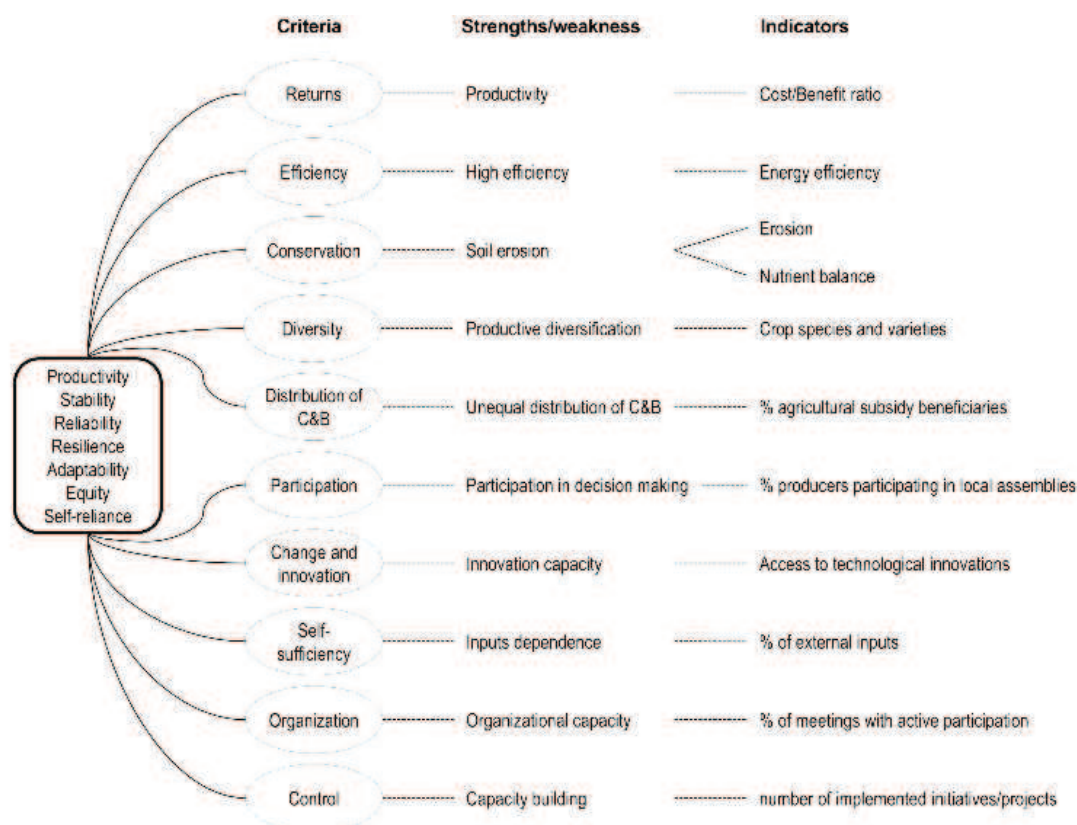 Criteria Strengths/weakness Indicators
Returns Productivity Cost/Benefit ratio
Efficiency High efficiency Energy efficiency
Erosion
Conservation Soil erosion
Nutrient balance
Diversity Productive diversification Crop species and varieties
Productivity
Stability
Reliability
Resilience
Adaptability
Equity
Self-reliance
Distribution of
C&B
Unequal distribution of C&B % agricultural subsidy beneficiaries
Participation Participation in decision making % producers participating in local assemblies
Change and
innovation
Innovation capacity Access to technological innovations
Self-
sufficiency
Inputs dependence % of external inputs
Organization Organizational capacity % of meetings with active participation
Control Capacity building number of implemented initiatives/projects